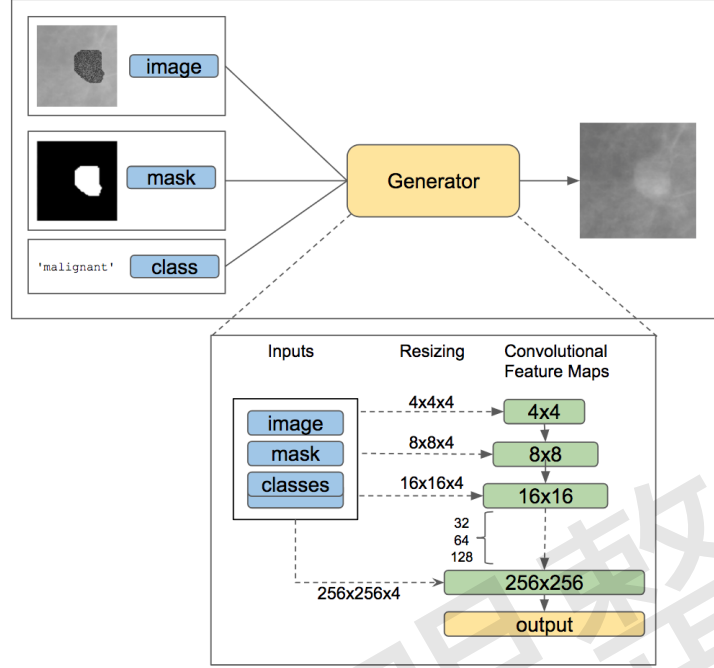 image
mask
'malignant'
class
Generator
Inputs
Resizing
Convolutional
Feature Maps
image
mask
classes
4x4x4
8x8x4
16x16x4
4x4
8x8
16x16
32
64
128
256x256x4
256x256
output